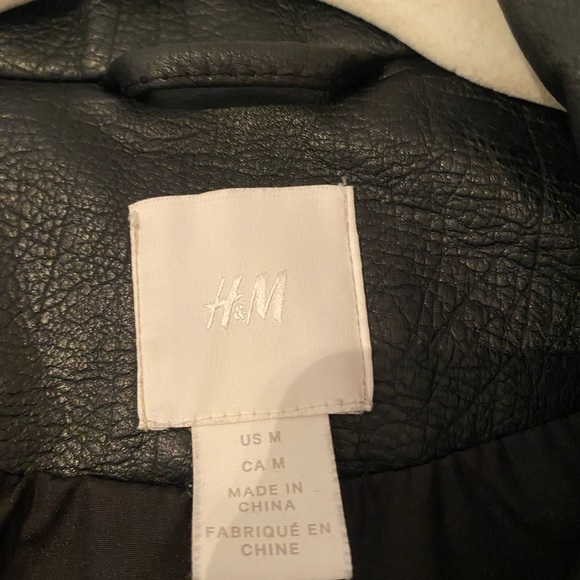 H&M
US M
CA M
MADE IN
CHINA
FABRIQUÉ EN
CHINE